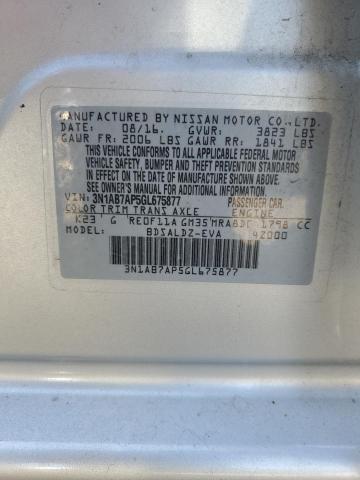 MANUFACTURED BY NISSAN MOTOR CO.,LTD.
DATE: 08/16. GVWR: 3823 LBS
GAWR FR: 2006 LBS GAWR RR: 1841 LBS
THIS VEHICLE CONFORMS TO ALL APPLICABLE FEDERAL MOTOR
VEHICLE SAFETY, BUMPER, AND THEFT PREVENTION STANDARDS
IN EFFECT ON THE DATE OF MANUFACTURE SHOWN ABOVE.
SEE OWNER'S MANUAL FOR ADDITIONAL INFORMATION.
VIN: 3N1AB7AP5GL675877 PASSENGER CAR.
COLOR TRIM TRANS AXLE ENGINE
K23 G RE0F11A GM35 MRA8DE 1798 CC
MODEL: BDSALDZ-EVA 42000
3N1AB7AP5GL675877